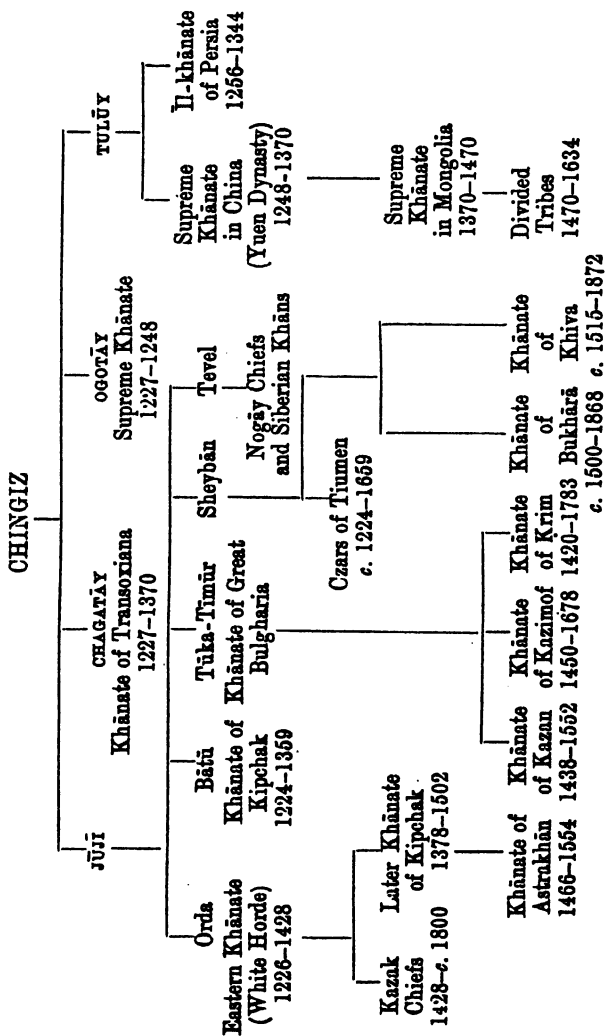 CHINGIZ
JŪJĪ
CHAGATĀY
Khānate of Transoxiana
1227–1370
OGOTĀY
Supreme Khānate
1227–1248
TULŪY
Orda
Eastern Khānate
(White Horde)
1226–1428
Bātū
Khānate of
Kipchak
1224–1359
Tūka-Tīmūr
Khānate of Great
Bulgharia
Sheybān
Tevel
Nogāy Chiefs
and Siberian Khāns
Supreme
Khānate
in China
(Yuen Dynasty)
1248–1370
Īl-khānate
of Persia
1256–1344
Kazak
Chiefs
1428–c. 1800
Later Khānate
of Kipchak
1378–1502
Czars of Tiumen
c. 1224–1659
Supreme
Khānate
in Mongolia
1370–1470
Khānate of
Astrakhān
1466–1554
Khānate
of Kazan
1438–1552
Khānate
of Kazimof
1450–1678
Khānate
of Krim
1420–1783
Khānate
of
Bukhārā
c. 1500–1868
Khānate
of
Khiva
c. 1515–1872
Divided
Tribes
1470–1634